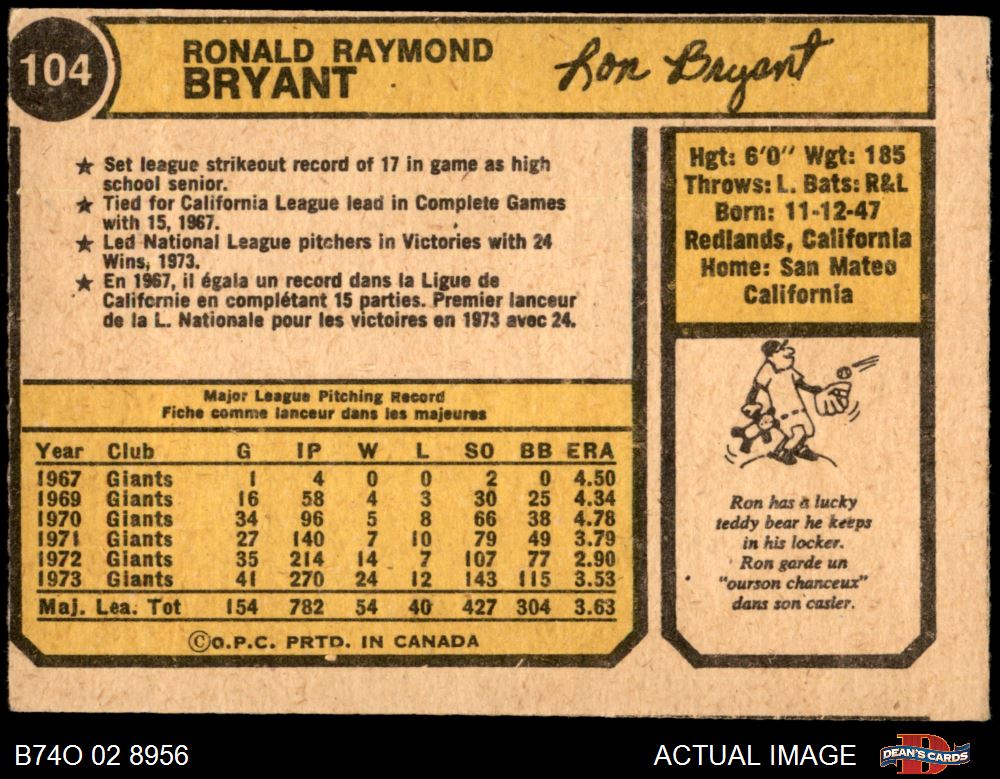 104
RONALD RAYMOND
BRYANT
Ron Bryant
★ Set league strikeout record of 17 in game as high
school senior.
★ Tied for California League lead in Complete Games
with 15, 1967.
★ Led National League pitchers in Victories with 24
Wins, 1973.
★ En 1967, il égala un record dans la Ligue de
Californie en complétant 15 parties. Premier lanceur
de la L. Nationale pour les victoires en 1973 avec 24.
Hgt: 6'0" Wgt: 185
Throws: L. Bats: R&L
Born: 11-12-47
Redlands, California
Home: San Mateo
California
Major League Pitching Record
Fiche comme lanceur dans les majeures
Year Club G IP W L SO BB ERA
1967 Giants 1 4 0 0 2 0 4.50
1969 Giants 16 58 4 3 30 25 4.34
1970 Giants 34 96 5 8 66 38 4.78
1971 Giants 27 140 7 10 79 49 3.79
1972 Giants 35 214 14 7 107 77 2.90
1973 Giants 41 270 24 12 143 115 3.53
Maj. Lea. Tot 154 782 54 40 427 304 3.63
©O.P.C. PRTD. IN CANADA
Ron has a lucky
teddy bear he keeps
in his locker.
Ron garde un
"ourson chanceux"
dans son casier.
B74O 02 8956
ACTUAL IMAGE
DEAN'S CARDS